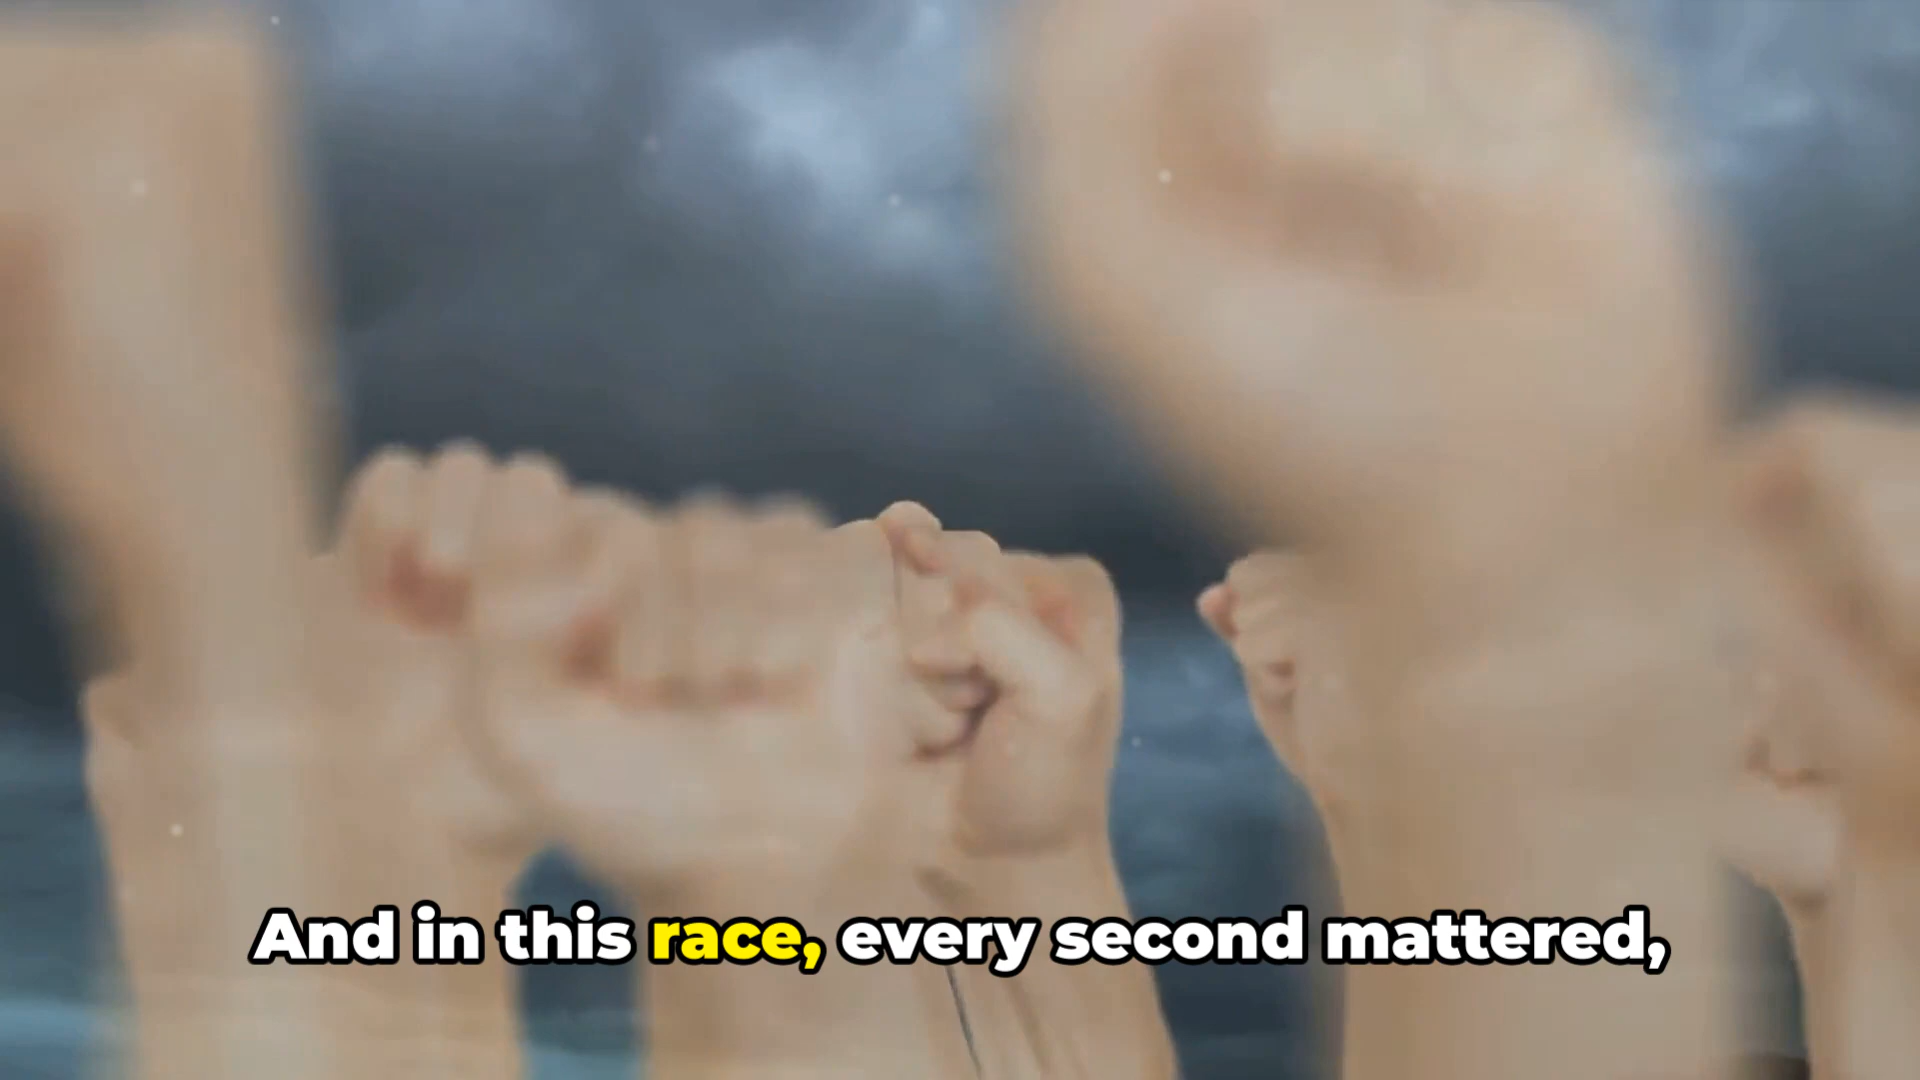 And in this race, every second mattered,